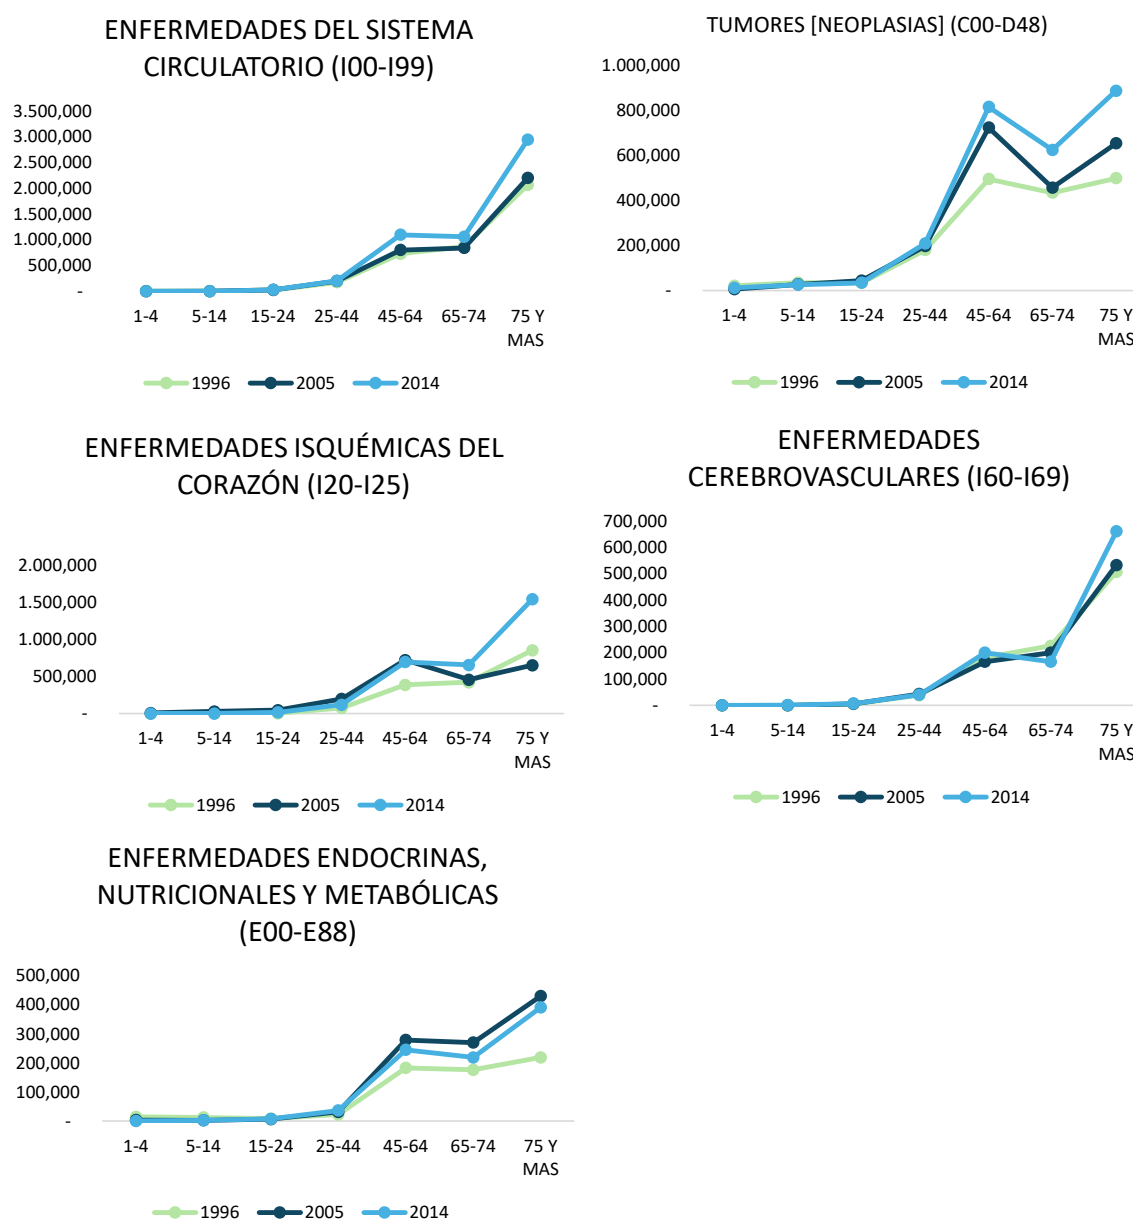 ENFERMEDADES DEL SISTEMA
CIRCULATORIO (I00-I99)
3.500,000
3.000,000
2.500,000
2.000,000
1.500,000
1.000,000
500,000
-
1-4 5-14 15-24 25-44 45-64 65-74 75 Y
MAS
1996 2005 2014
TUMORES [NEOPLASIAS] (C00-D48)
1.000,000
800,000
600,000
400,000
200,000
-
1-4 5-14 15-24 25-44 45-64 65-74 75 Y
MAS
1996 2005 2014
ENFERMEDADES ISQUÉMICAS DEL
CORAZÓN (I20-I25)
2.000,000
1.500,000
1.000,000
500,000
-
1-4 5-14 15-24 25-44 45-64 65-74 75 Y
MAS
1996 2005 2014
ENFERMEDADES
CEREBROVASCULARES (I60-I69)
700,000
600,000
500,000
400,000
300,000
200,000
100,000
-
1-4 5-14 15-24 25-44 45-64 65-74 75 Y
MAS
1996 2005 2014
ENFERMEDADES ENDOCRINAS,
NUTRICIONALES Y METABÓLICAS
(E00-E88)
500,000
400,000
300,000
200,000
100,000
-
1-4 5-14 15-24 25-44 45-64 65-74 75 Y
MAS
1996 2005 2014